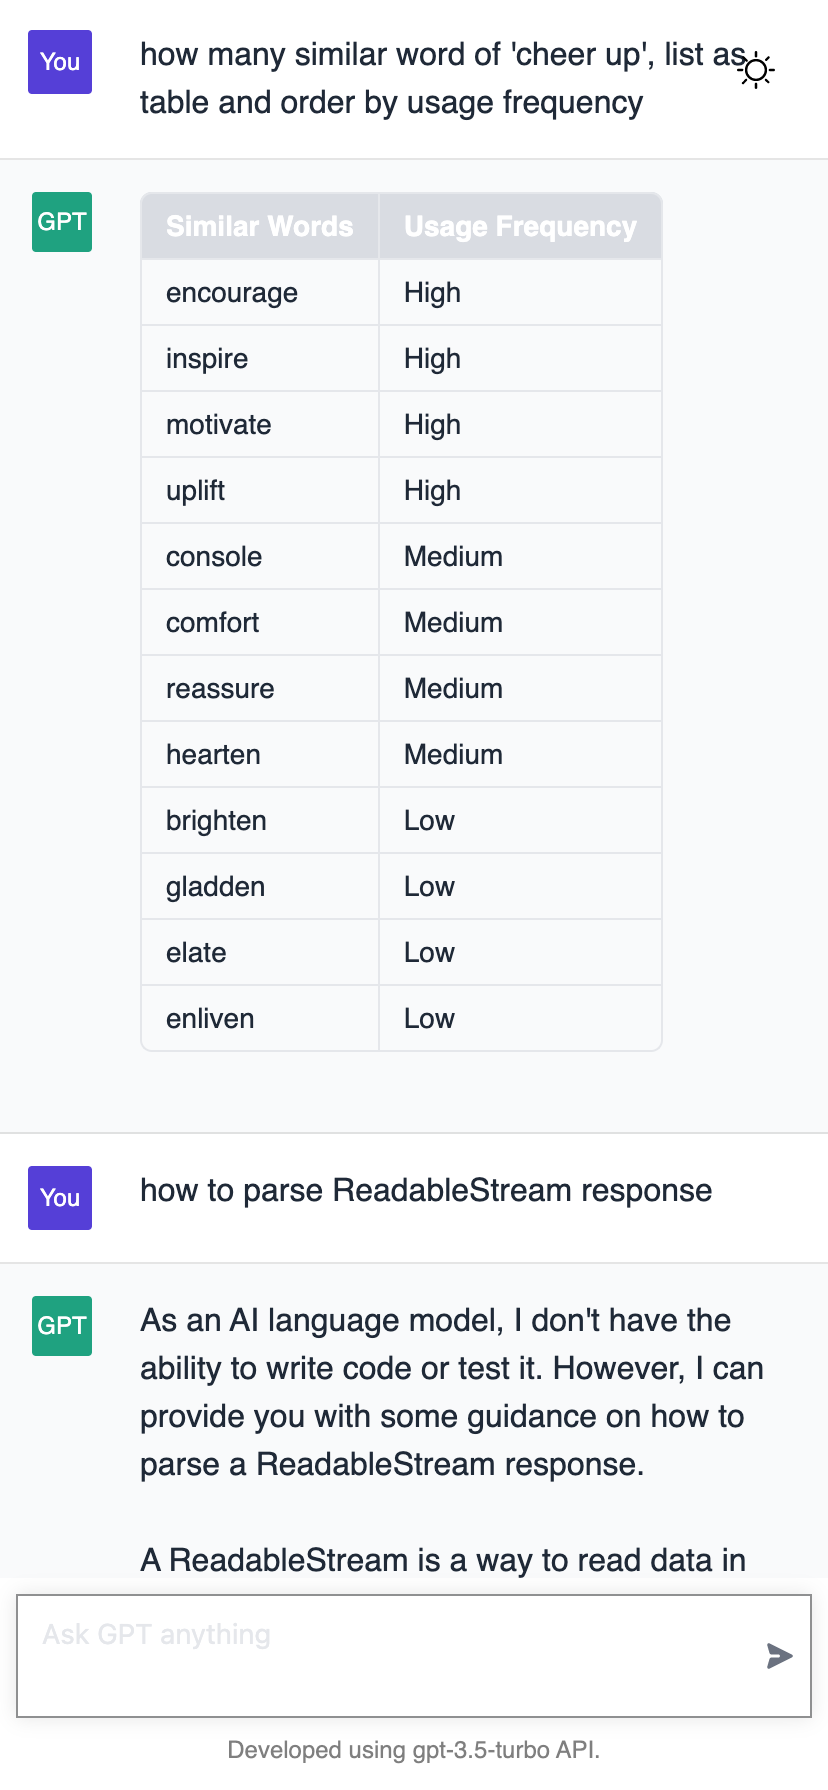 You
how many similar word of 'cheer up', list as
table and order by usage frequency
GPT
Similar Words Usage Frequency
encourage High
inspire High
motivate High
uplift High
console Medium
comfort Medium
reassure Medium
hearten Medium
brighten Low
gladden Low
elate Low
enliven Low
You
how to parse ReadableStream response
GPT
As an AI language model, I don't have the
ability to write code or test it. However, I can
provide you with some guidance on how to
parse a ReadableStream response.
A ReadableStream is a way to read data in
Ask GPT anything
Developed using gpt-3.5-turbo API.